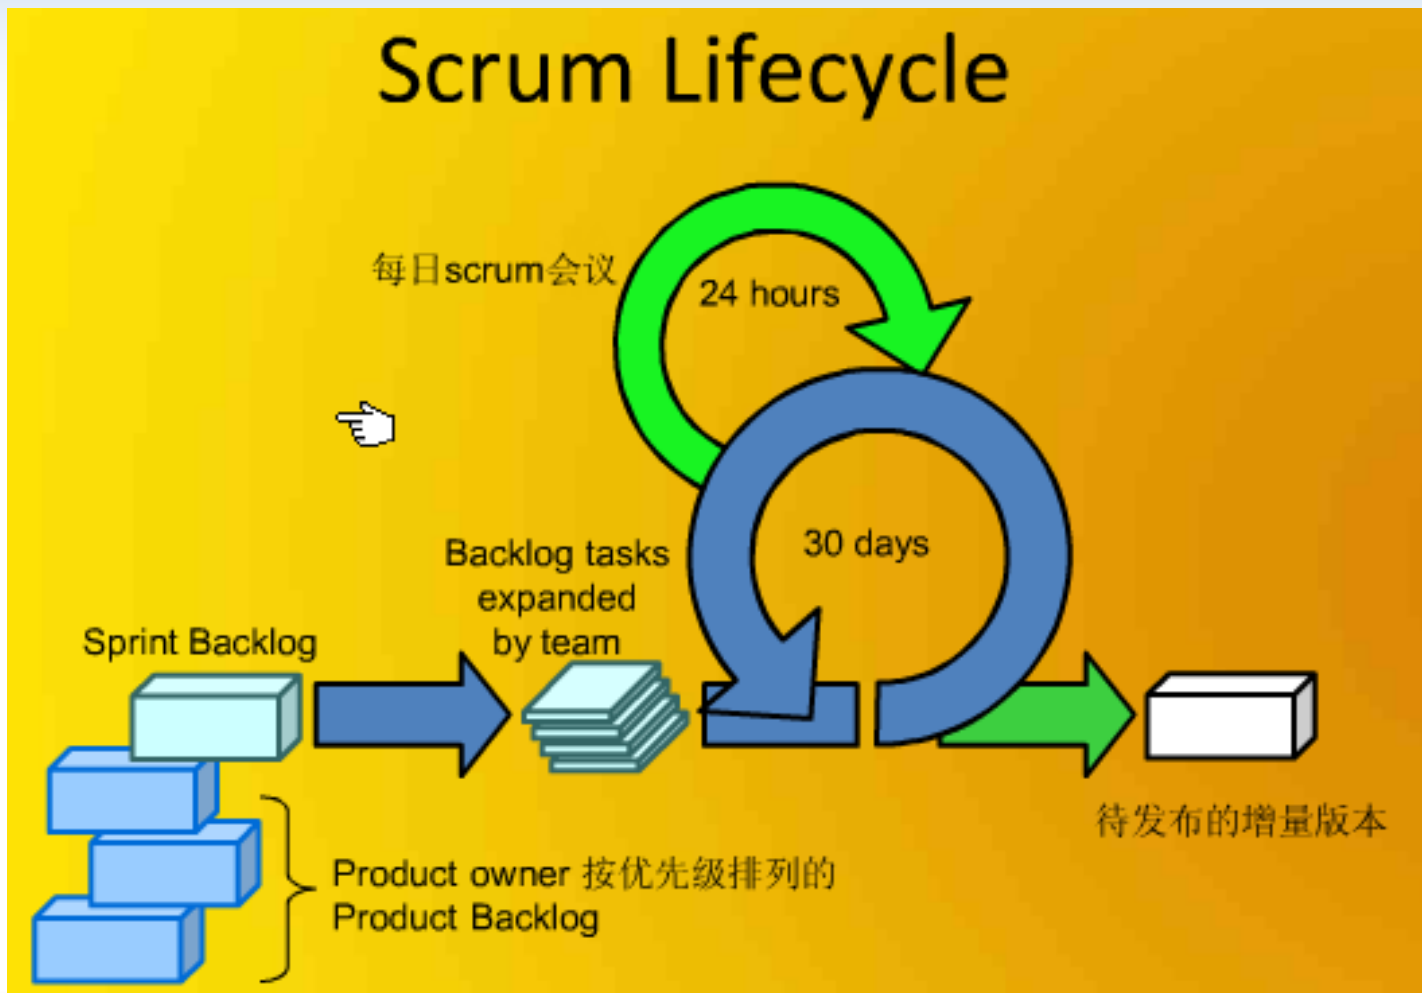 Scrum Lifecycle
每日scrum会议
24 hours
30 days
Backlog tasks
expanded
by team
Sprint Backlog
待发布的增量版本
Product owner 按优先级排列的
Product Backlog